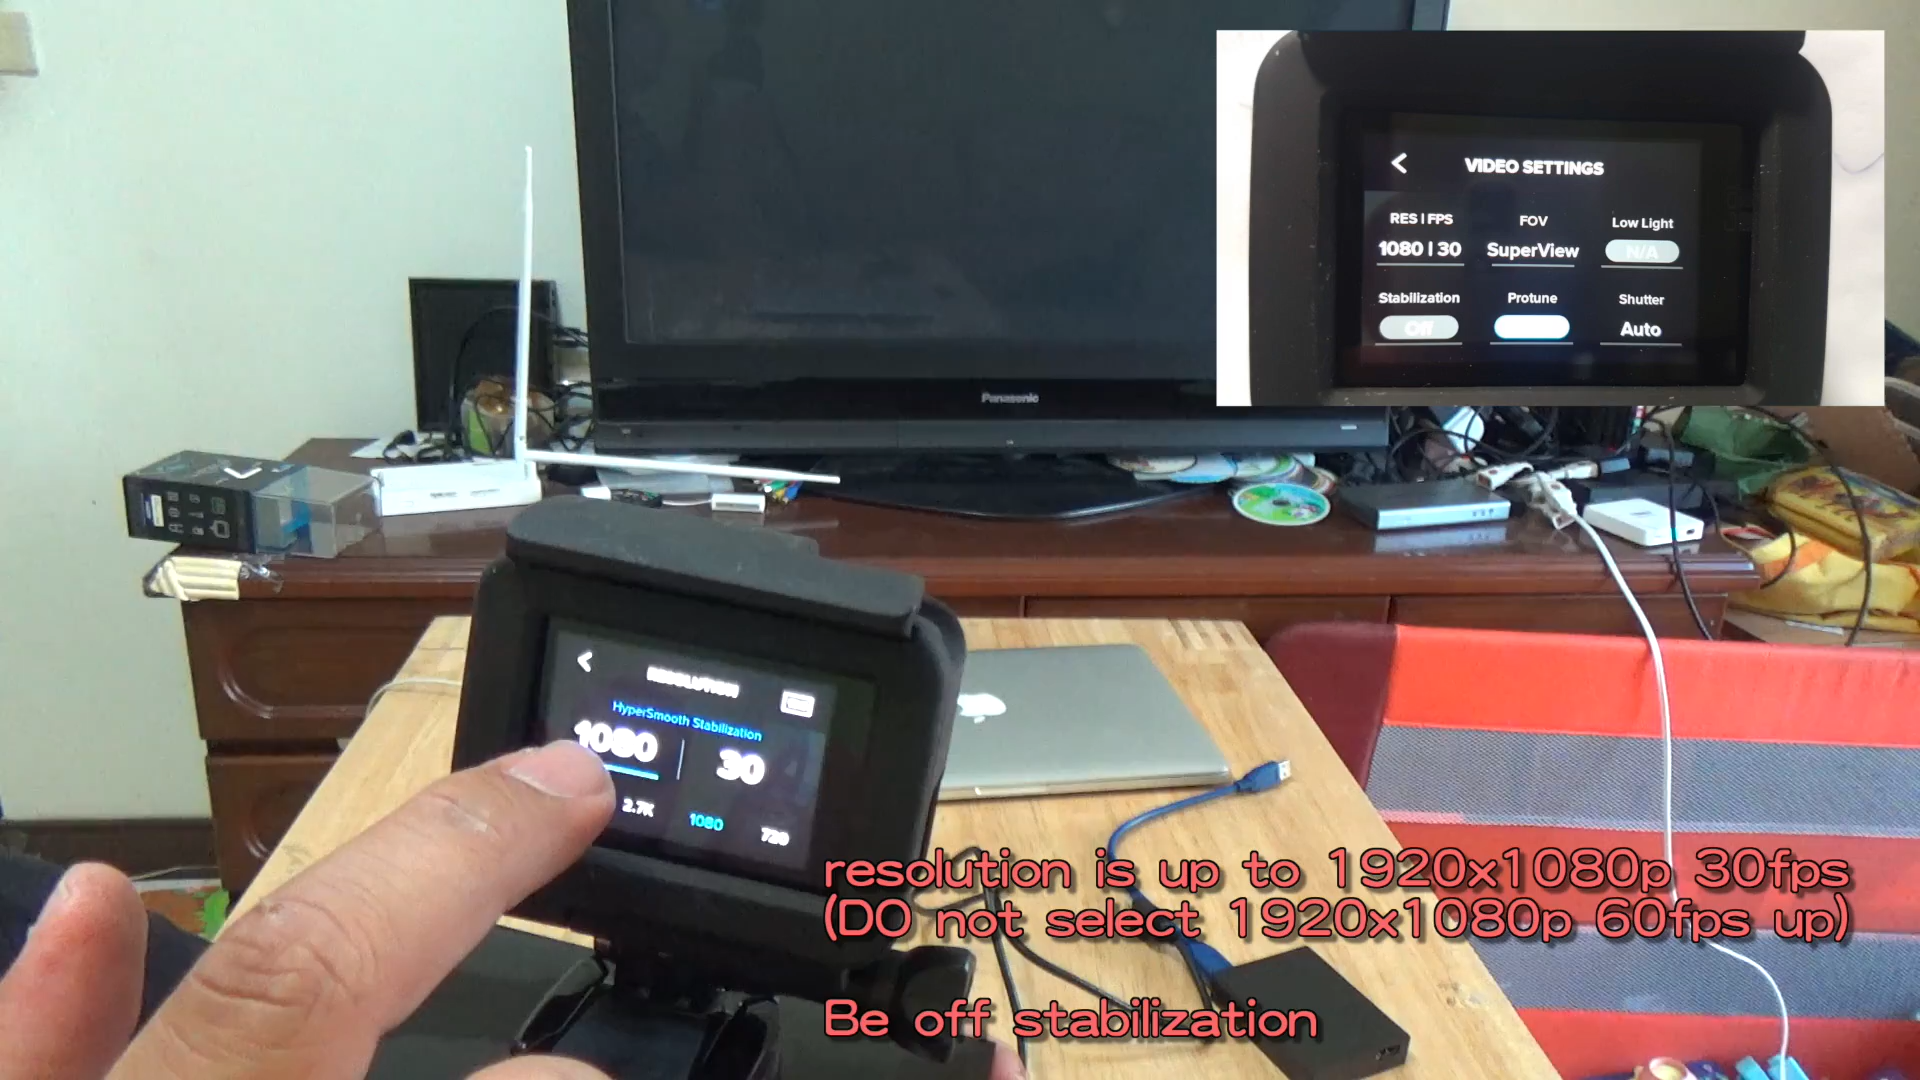 VIDEO SETTINGS
RES | FPS
FOV
Low Light
1080 | 30
SuperView
N/A
Stabilization
Protune
Shutter
Off
Auto
Panasonic
RESOLUTION
HyperSmooth Stabilization
1080
30
2.7K
1080
720
resolution is up to 1920x1080p 30fps
(DO not select 1920x1080p 60fps up)
Be off stabilization